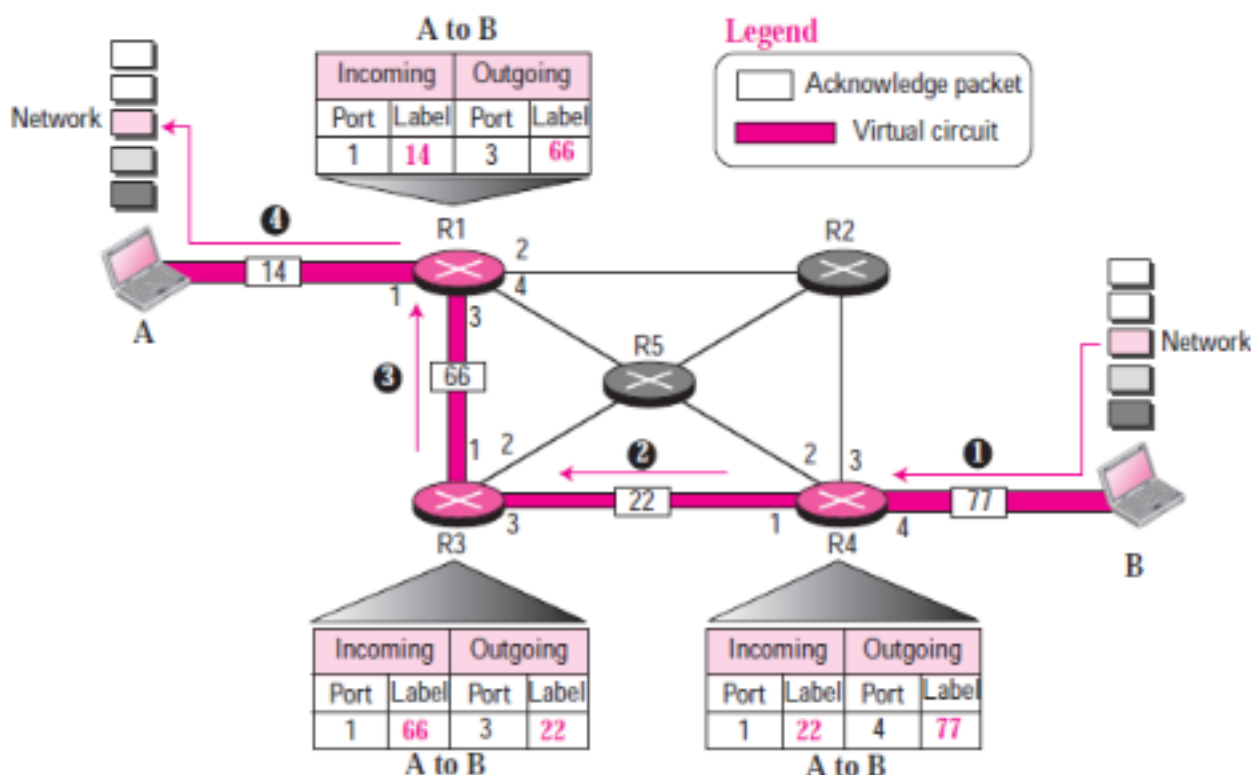 A to B
Incoming Outgoing
Port Label Port Label
1 14 3 66
Legend
Acknowledge packet
Virtual circuit
Network
4
R1
R2
2
14
1
4
3
A
Network
R5
3
66
1
2
2
2
3
1
22
77
3
1
4
R3
R4
B
Incoming Outgoing
Port Label Port Label
1 66 3 22
A to B
Incoming Outgoing
Port Label Port Label
1 22 4 77
A to B